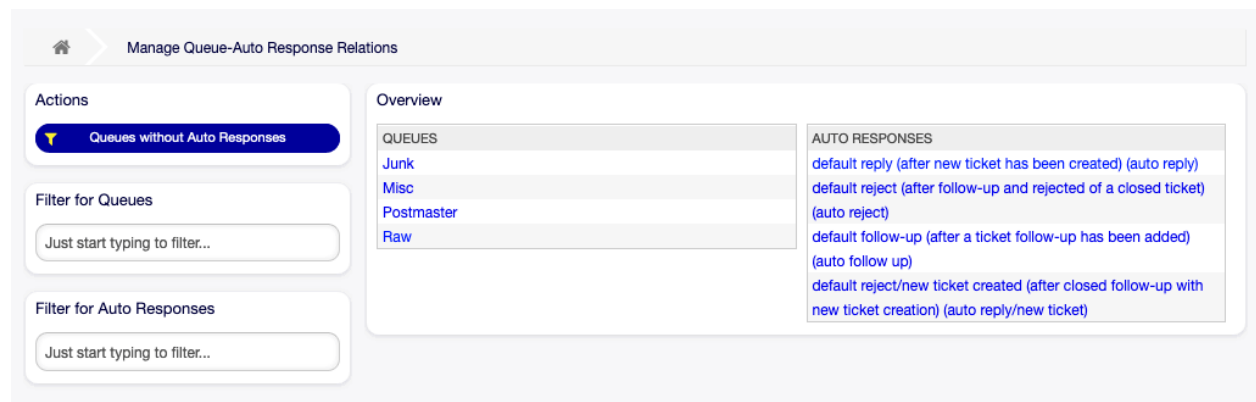 Manage Queue-Auto Response Relations
Actions
Queues without Auto Responses
Filter for Queues
Just start typing to filter...
Filter for Auto Responses
Just start typing to filter...
Overview
QUEUES
Junk
Misc
Postmaster
Raw
AUTO RESPONSES
default reply (after new ticket has been created) (auto reply)
default reject (after follow-up and rejected of a closed ticket)
(auto reject)
default follow-up (after a ticket follow-up has been added)
(auto follow up)
default reject/new ticket created (after closed follow-up with
new ticket creation) (auto reply/new ticket)